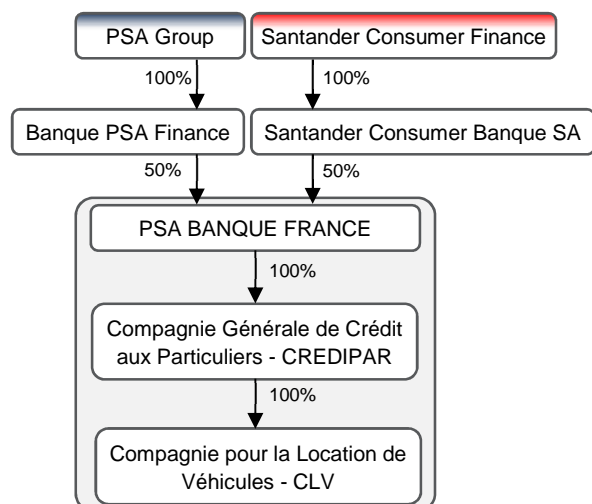 PSA Group
Santander Consumer Finance
100%
100%
Banque PSA Finance
Santander Consumer Banque SA
50%
50%
PSA BANQUE FRANCE
100%
Compagnie Générale de Crédit
aux Particuliers - CREDIPAR
100%
Compagnie pour la Location de
Véhicules - CLV